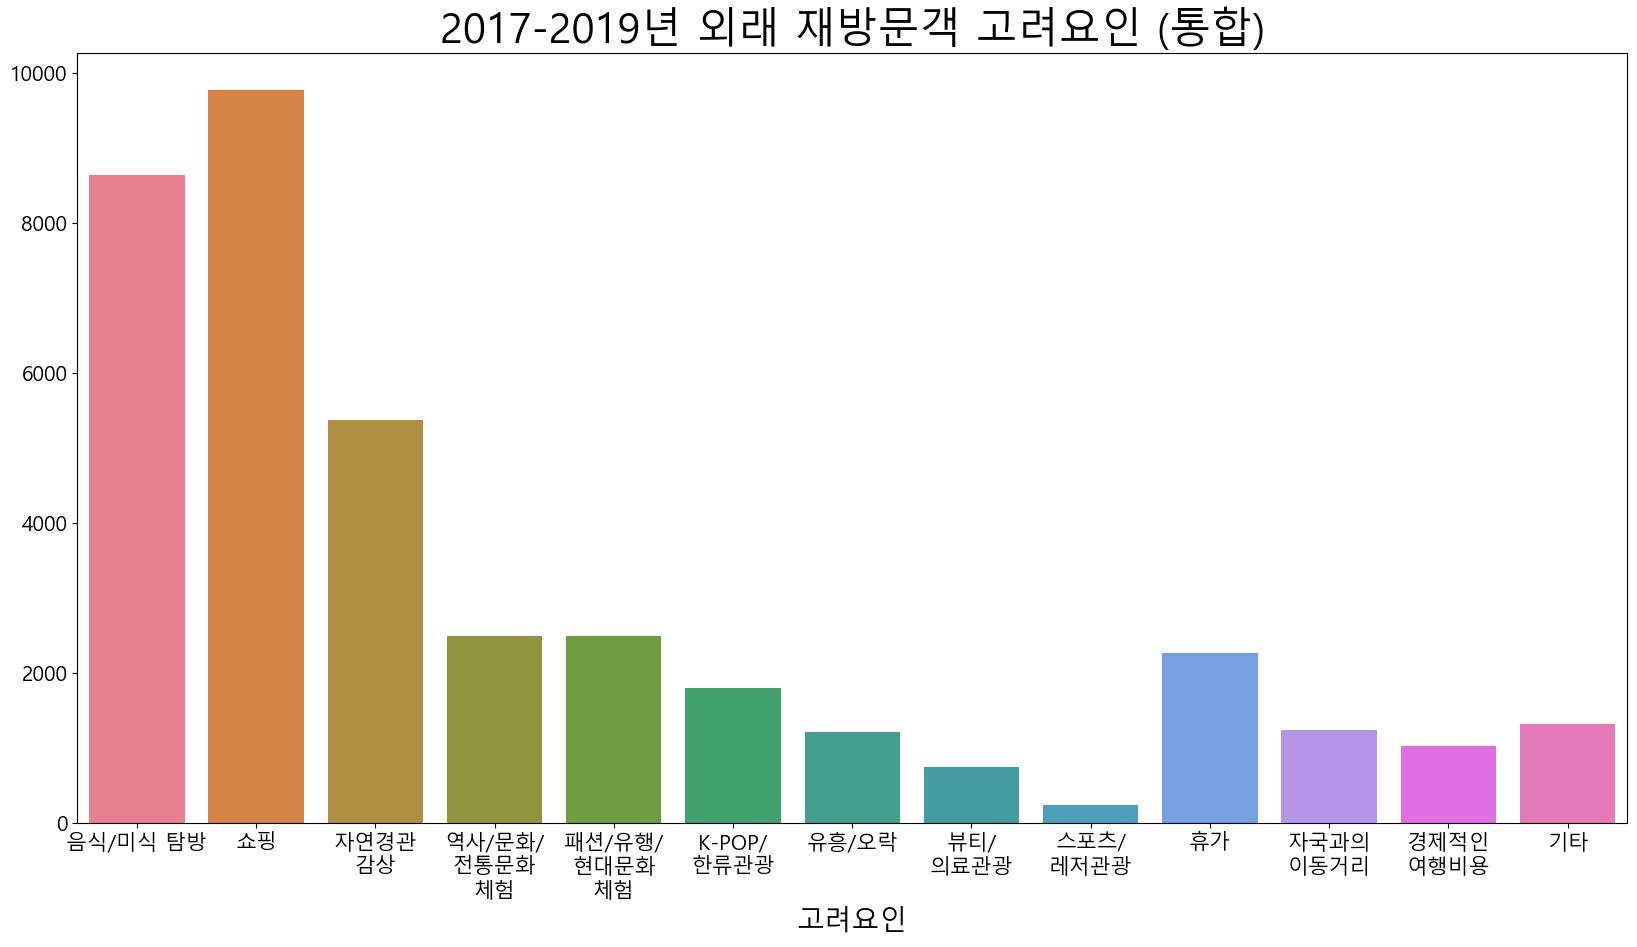 2017-2019년 외래 재방문객 고려요인 (통합)
10000
8000
6000
4000
2000
0
음식/미식 탐방
쇼핑
자연경관
감상
역사/문화/
전통문화
체험
패션/유행/
현대문화
체험
K-POP/
한류관광
유흥/오락
뷰티/
의료관광
스포츠/
레저관광
휴가
자국과의
이동거리
경제적인
여행비용
기타
고려요인